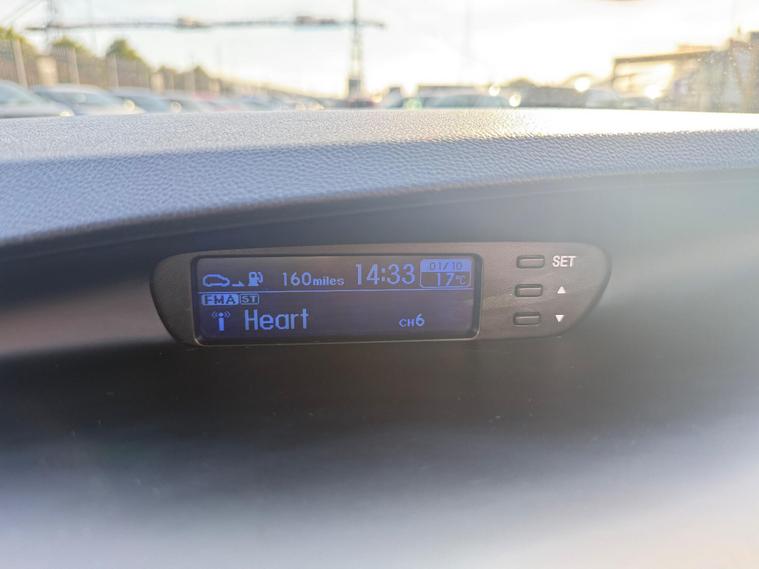 160miles 14:33 01/10 17°C
FMA ST
Heart CH6
SET